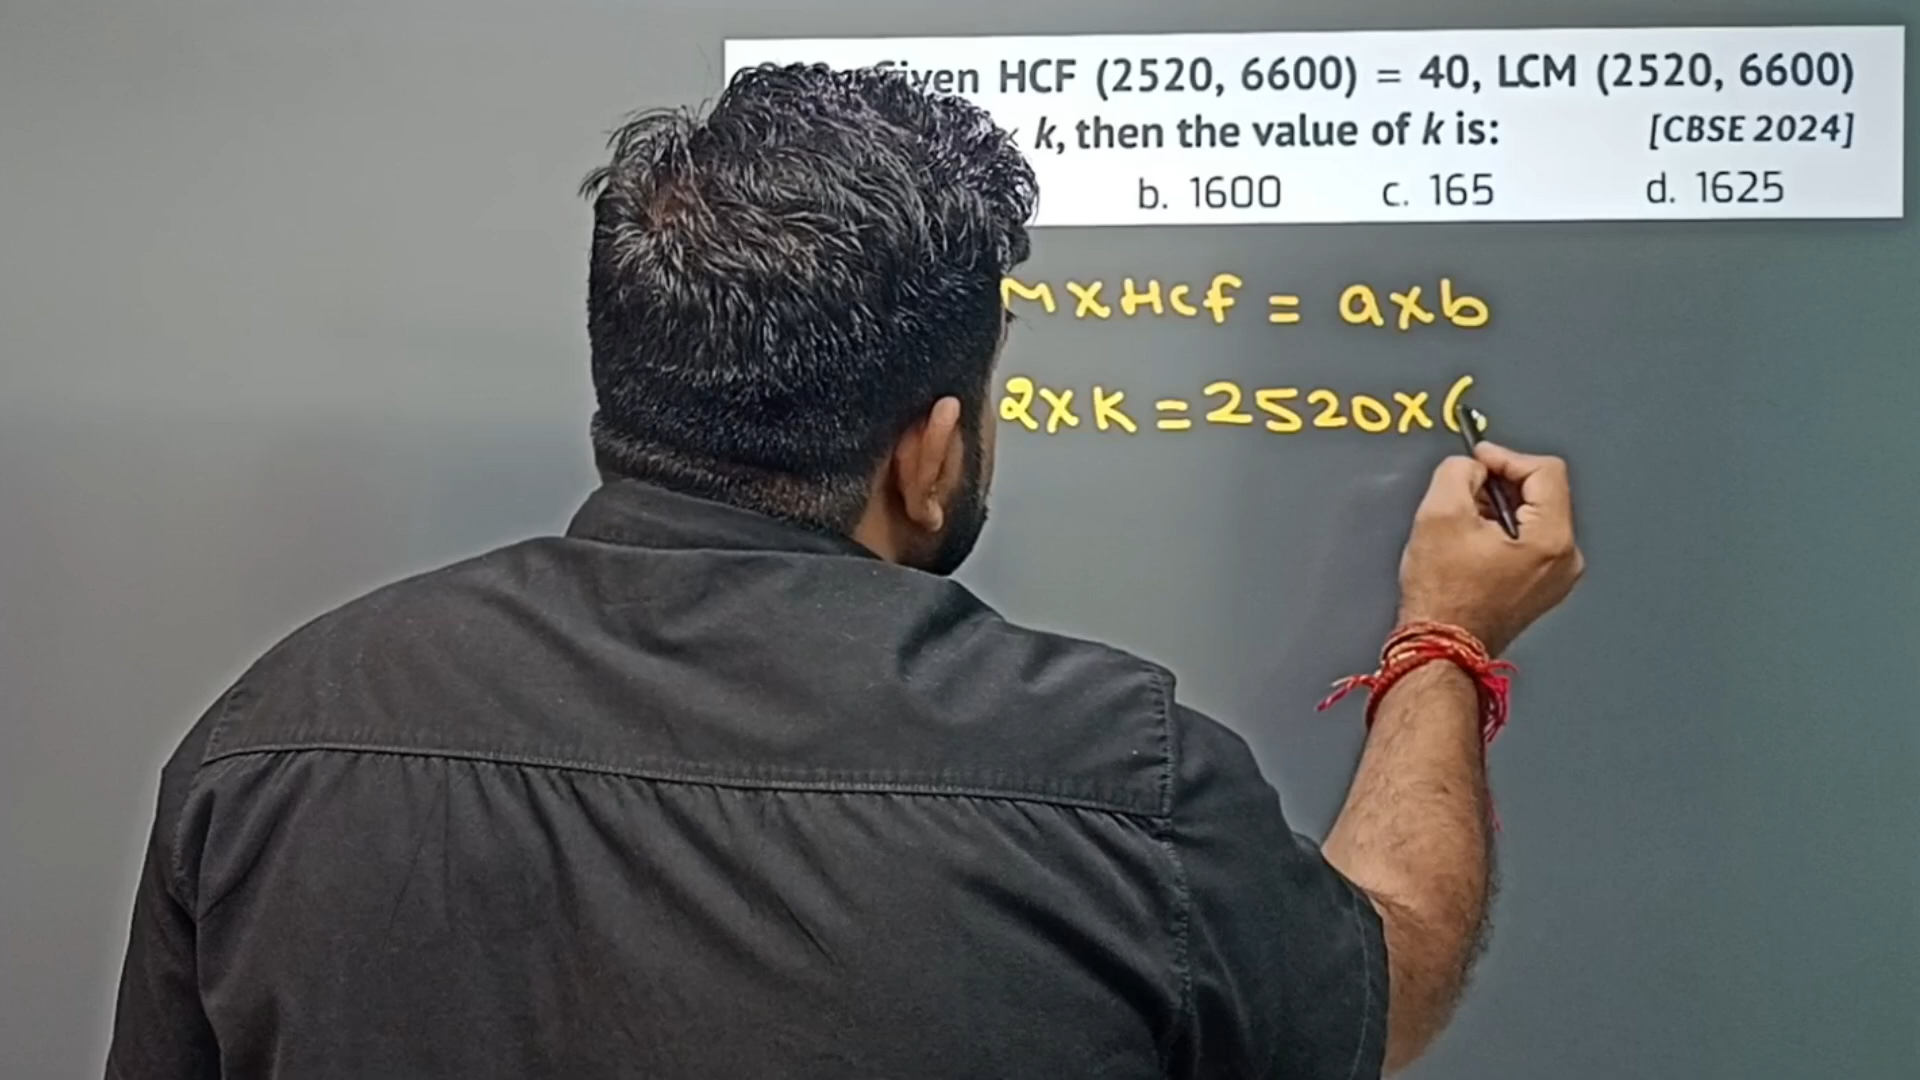 Given HCF (2520, 6600) = 40, LCM (2520, 6600)
k, then the value of k is: [CBSE 2024]
b. 1600 c. 165 d. 1625
M X HCF = a x b
2 x K = 2520 x 6